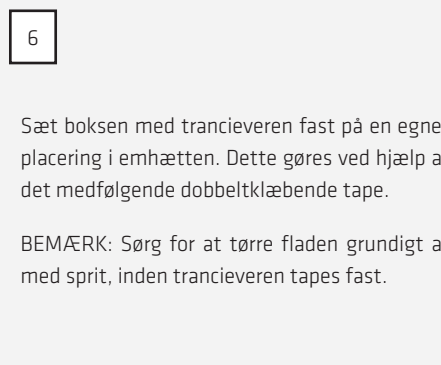 6
Sæt boksen med trancieveren fast på en egne
placering i emhætten. Dette gøres ved hjælp a
det medfølgende dobbeltklæbende tape.
BEMÆRK: Sørg for at tørre fladen grundigt a
med sprit, inden trancieveren tapes fast.